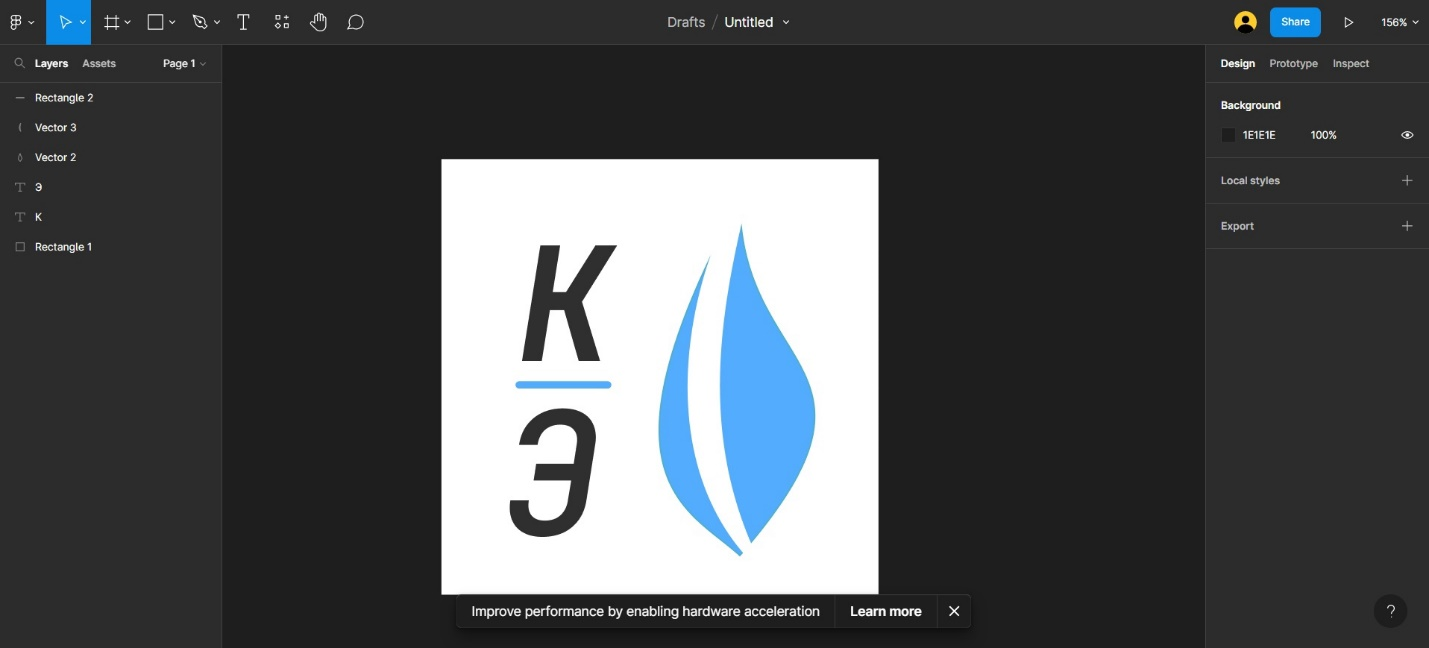 Drafts / Untitled
Share
156%
Layers Assets Page 1
Rectangle 2
Vector 3
Vector 2
Э
К
Rectangle 1
К
Э
Improve performance by enabling hardware acceleration Learn more
Design Prototype Inspect
Background
1E1E1E 100%
Local styles
Export
?